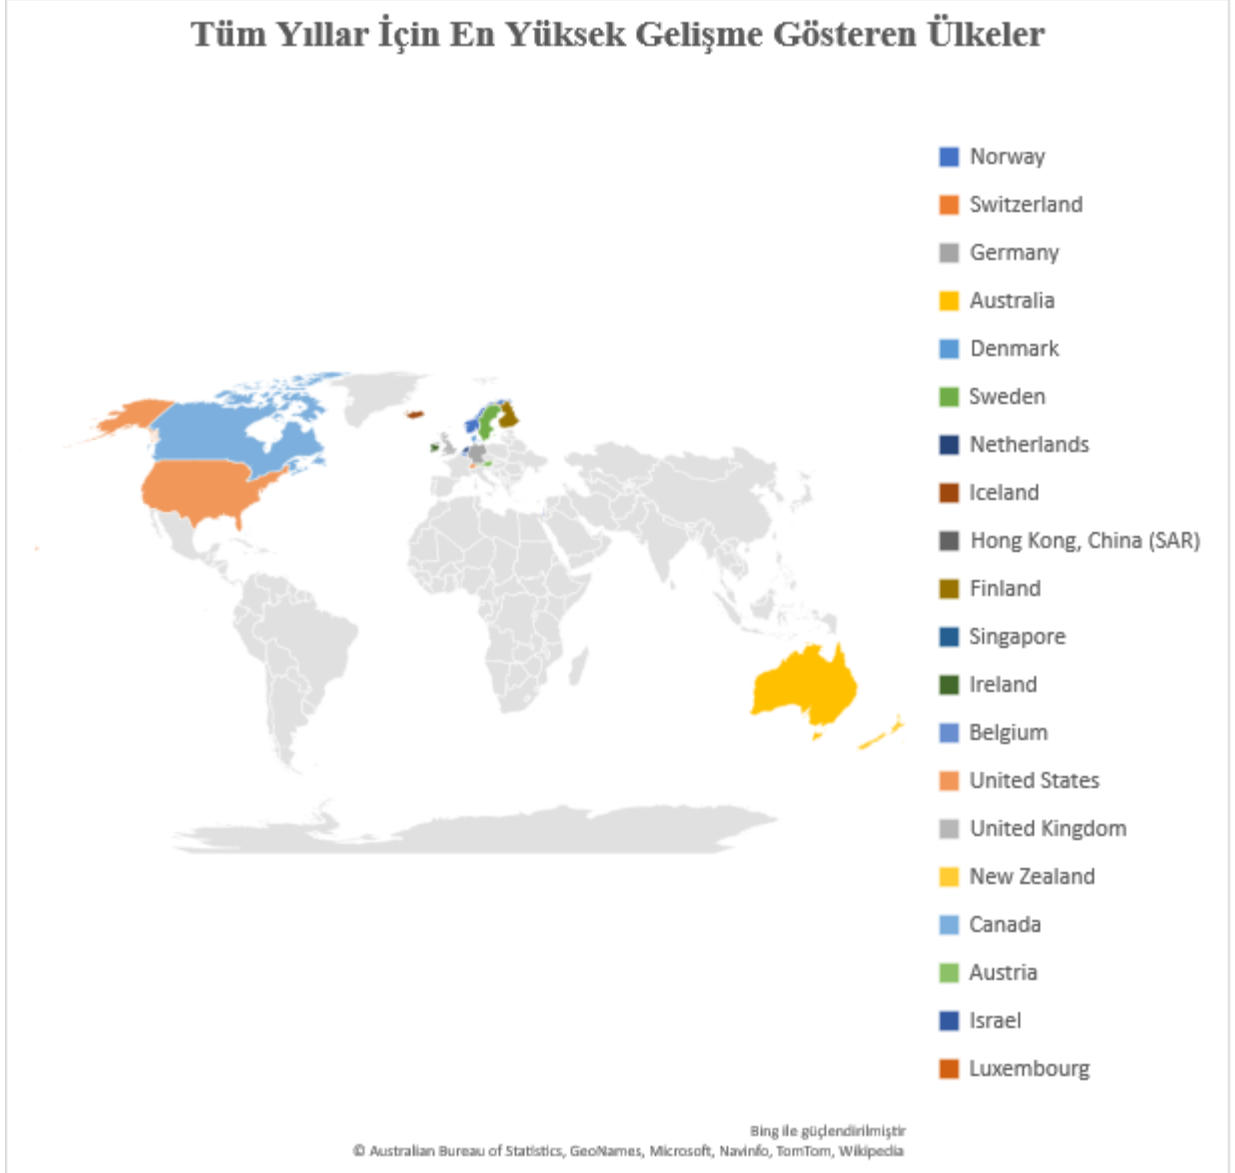 Tüm Yıllar İçin En Yüksek Gelişme Gösteren Ülkeler
Norway
Switzerland
Germany
Australia
Denmark
Sweden
Netherlands
Iceland
Hong Kong, China (SAR)
Finland
Singapore
Ireland
Belgium
United States
United Kingdom
New Zealand
Canada
Austria
Israel
Luxembourg
Bing ile güçlendirilmiştir
© Australian Bureau of Statistics, GeoNames, Microsoft, Navinfo, TomTom, Wikipedia